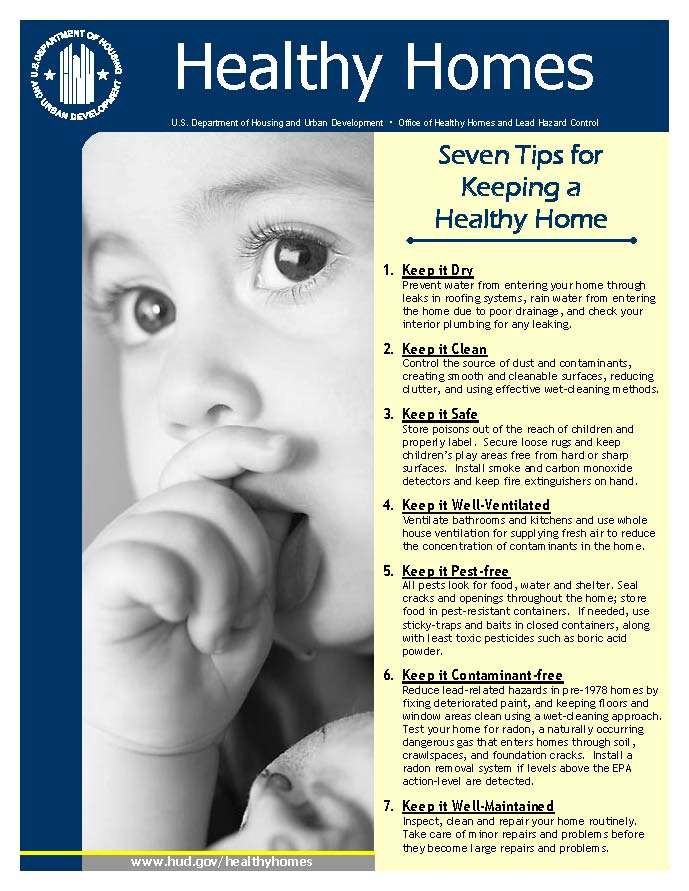 U.S. DEPARTMENT OF HOUSING
AND URBAN DEVELOPMENT
Healthy Homes
U.S. Department of Housing and Urban Development • Office of Healthy Homes and Lead Hazard Control
Seven Tips for
Keeping a
Healthy Home
1. Keep it Dry
Prevent water from entering your home through
leaks in roofing systems, rain water from entering
the home due to poor drainage, and check your
interior plumbing for any leaking.
2. Keep it Clean
Control the source of dust and contaminants,
creating smooth and cleanable surfaces, reducing
clutter, and using effective wet-cleaning methods.
3. Keep it Safe
Store poisons out of the reach of children and
properly label. Secure loose rugs and keep
children's play areas free from hard or sharp
surfaces. Install smoke and carbon monoxide
detectors and keep fire extinguishers on hand.
4. Keep it Well-Ventilated
Ventilate bathrooms and kitchens and use whole
house ventilation for supplying fresh air to reduce
the concentration of contaminants in the home.
5. Keep it Pest-free
All pests look for food, water and shelter. Seal
cracks and openings throughout the home; store
food in pest-resistant containers. If needed, use
sticky-traps and baits in closed containers, along
with least toxic pesticides such as boric acid
powder.
6. Keep it Contaminant-free
Reduce lead-related hazards in pre-1978 homes by
fixing deteriorated paint, and keeping floors and
window areas clean using a wet-cleaning approach.
Test your home for radon, a naturally occurring
dangerous gas that enters homes through soil,
crawlspaces, and foundation cracks. Install a
radon removal system if levels above the EPA
action-level are detected.
7. Keep it Well-Maintained
Inspect, clean and repair your home routinely.
Take care of minor repairs and problems before
they become large repairs and problems.
www.hud.gov/healthyhomes